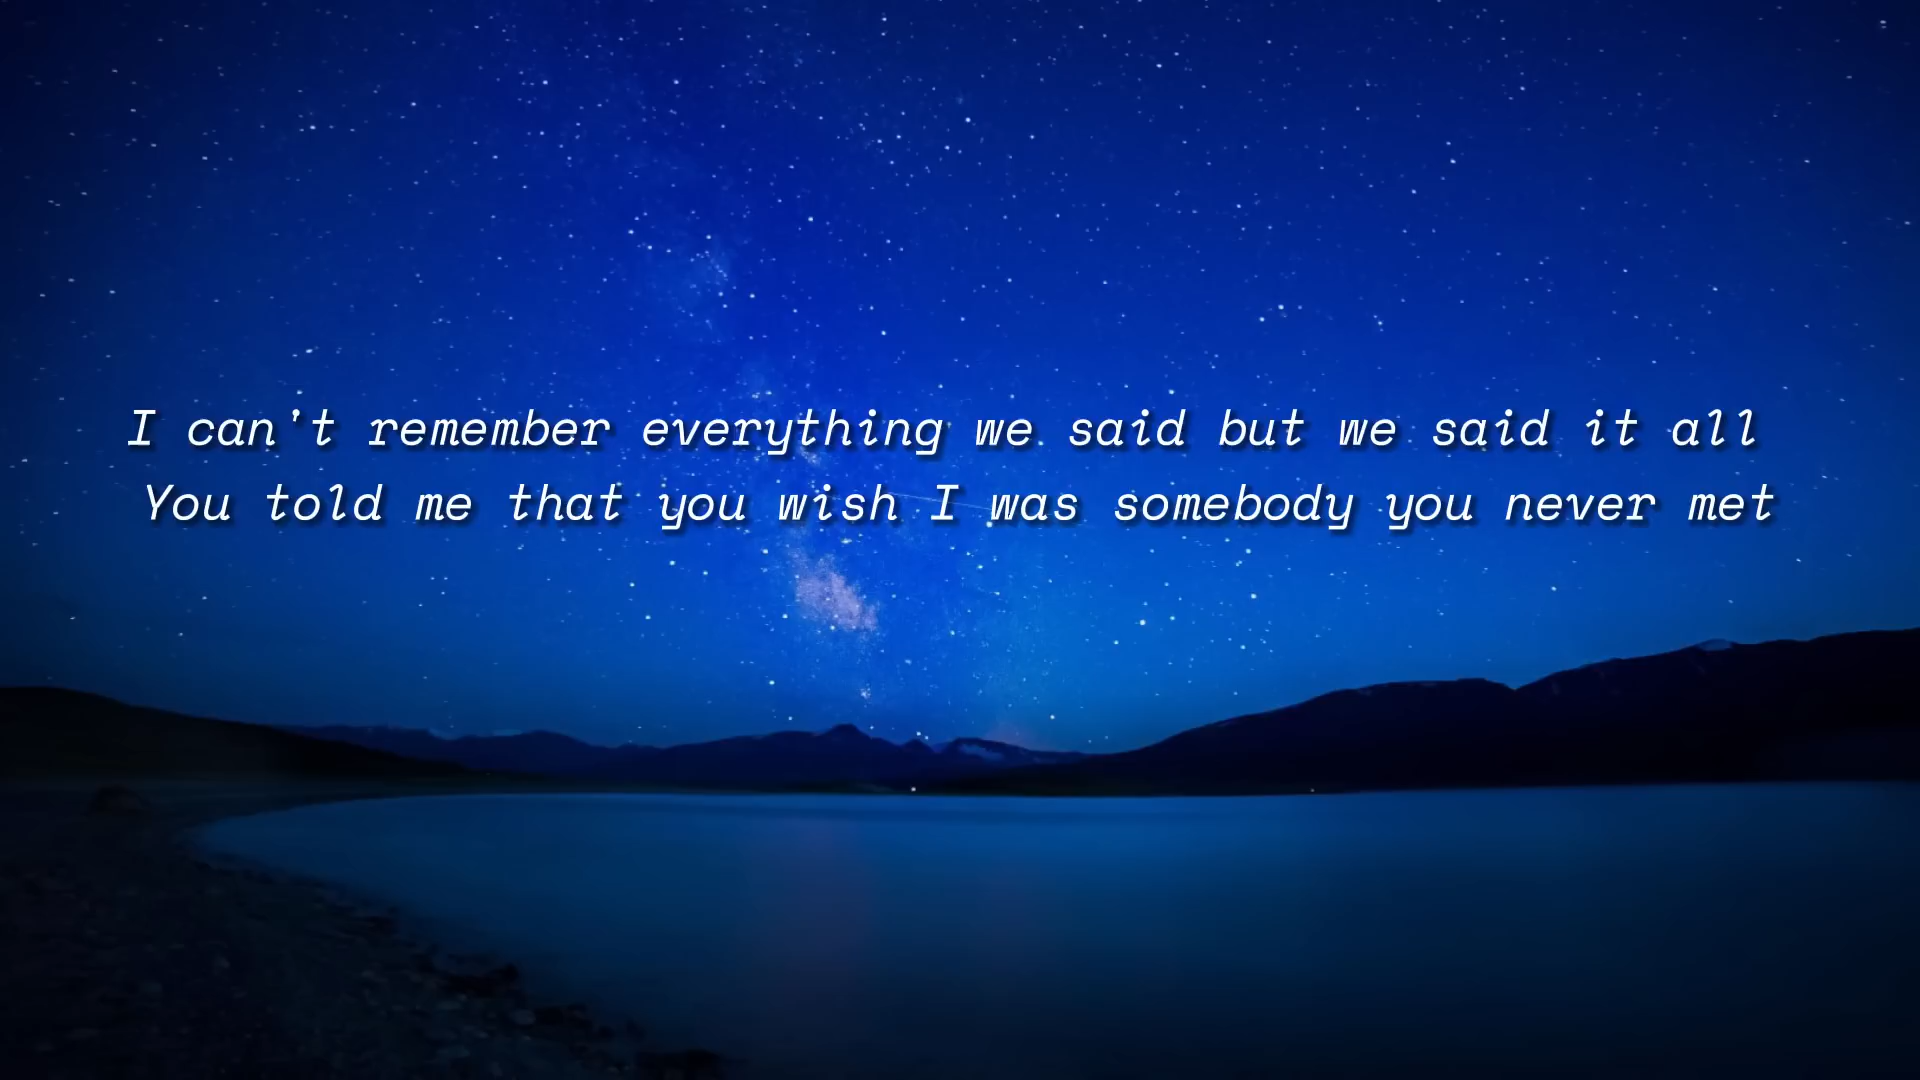 I can't remember everything we said but we said it all
You told me that you wish I was somebody you never met